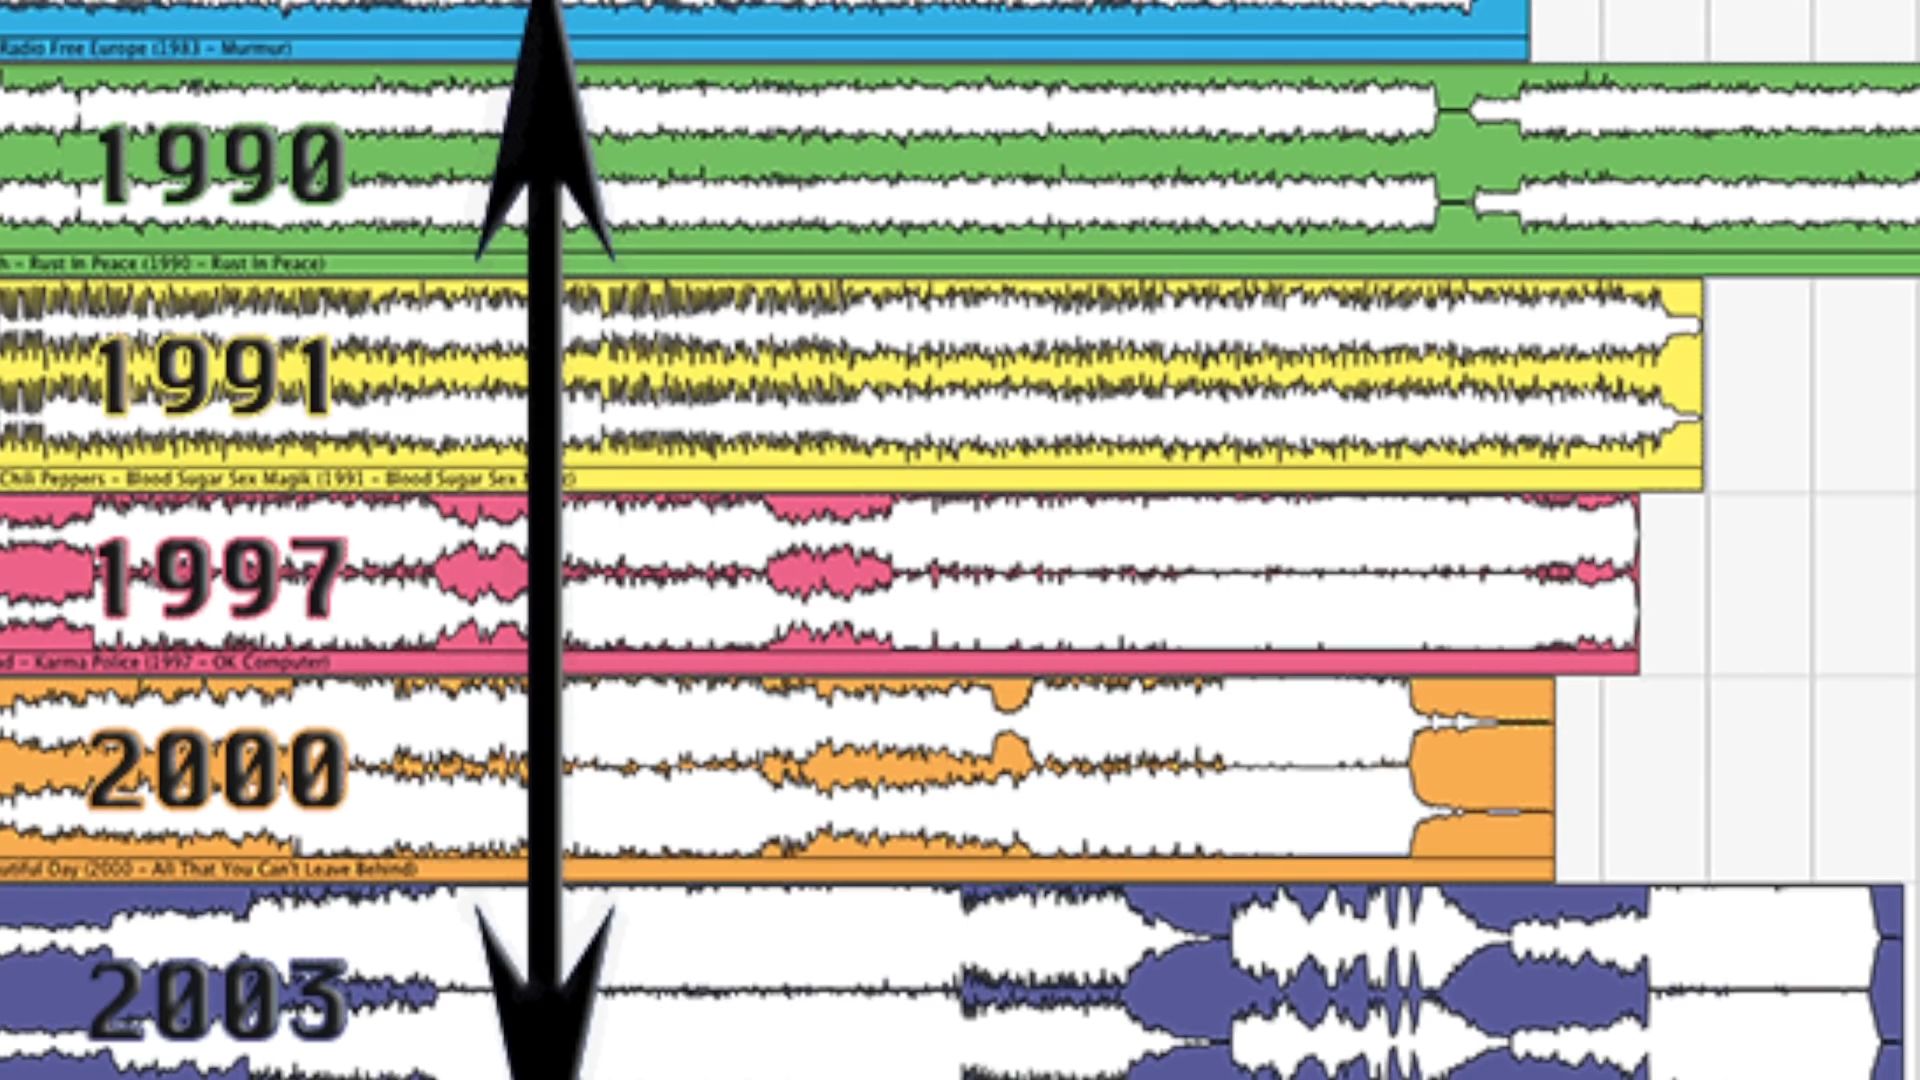 Radio Free Europe (1983 - Murmur)
1990
h - Rust In Peace (1990 - Rust In Peace)
1991
Chili Peppers - Blood Sugar Sex Magik (1991 - Blood Sugar Sex
1997
ad - Karma Police (1997 - OK Computer)
2000
utiful Day (2000 - All That You Can't Leave Behind)
2003